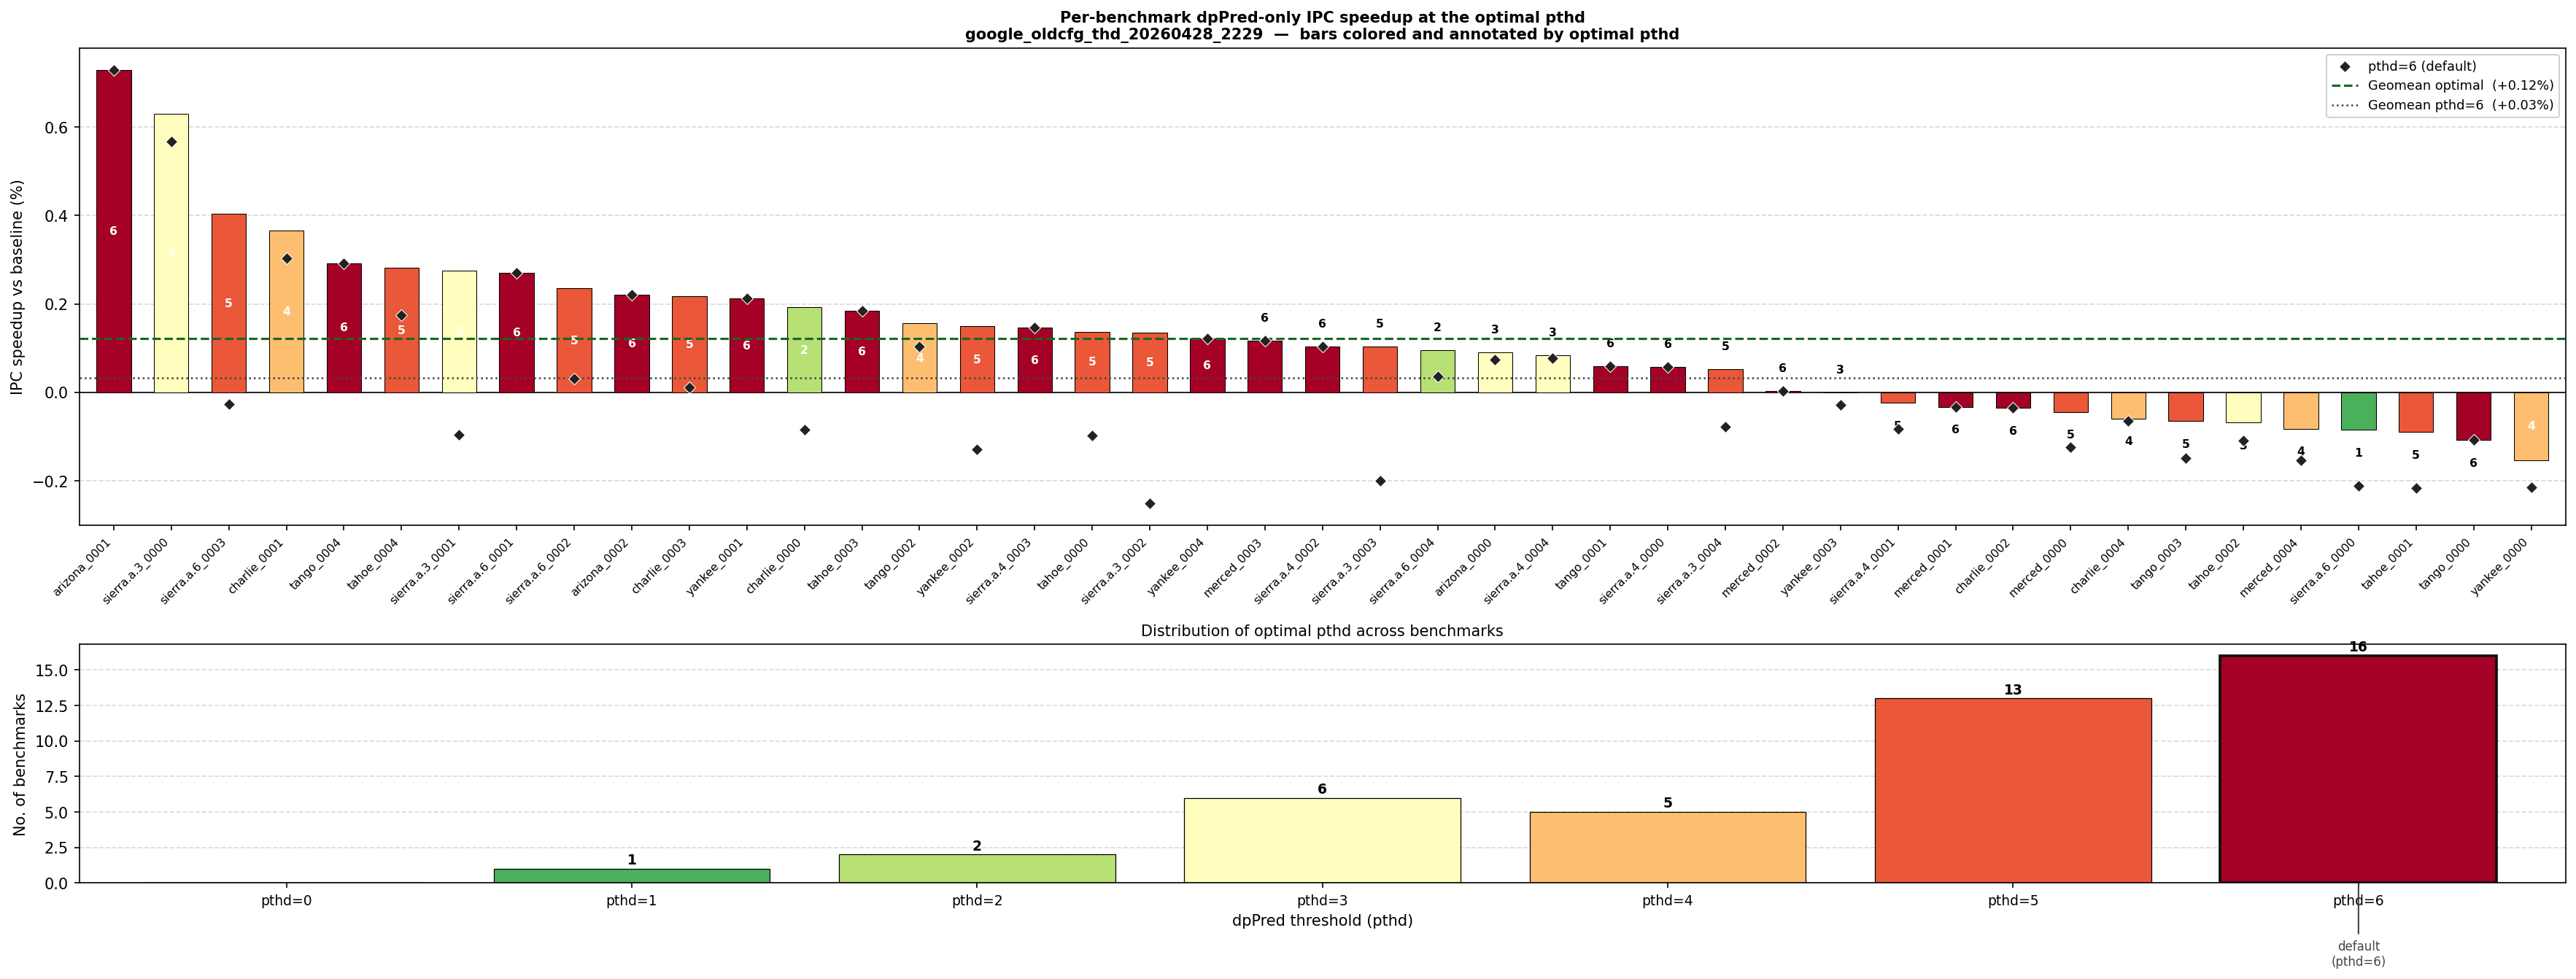 Per-benchmark dpPred-only IPC speedup at the optimal pthd
google_oldcfg_thd_20260428_2229 — bars colored and annotated by optimal pthd
pthd=6 (default)
Geomean optimal (+0.12%)
Geomean pthd=6 (+0.03%)
IPC speedup vs baseline (%)
0.6
0.4
0.2
0.0
−0.2
6
3
5
4
6
5
3
6
5
6
5
6
2
6
4
5
6
5
5
6
6
6
5
2
3
3
6
6
5
6
3
5
6
6
5
4
5
3
4
1
5
6
4
arizona_0001
sierra.a.3_0000
sierra.a.6_0003
charlie_0001
tango_0004
tahoe_0004
sierra.a.3_0001
sierra.a.6_0001
sierra.a.6_0002
arizona_0002
charlie_0003
yankee_0001
charlie_0000
tahoe_0003
tango_0002
yankee_0002
sierra.a.4_0003
tahoe_0000
sierra.a.3_0002
yankee_0004
merced_0003
sierra.a.4_0002
sierra.a.3_0003
sierra.a.6_0004
arizona_0000
sierra.a.4_0004
tango_0001
sierra.a.4_0000
sierra.a.3_0004
merced_0002
yankee_0003
sierra.a.4_0001
merced_0001
charlie_0002
merced_0000
charlie_0004
tango_0003
tahoe_0002
merced_0004
sierra.a.6_0000
tahoe_0001
tango_0000
yankee_0000
Distribution of optimal pthd across benchmarks
No. of benchmarks
15.0
12.5
10.0
7.5
5.0
2.5
0.0
1
2
6
5
13
16
pthd=0
pthd=1
pthd=2
pthd=3
pthd=4
pthd=5
pthd=6
dpPred threshold (pthd)
default
(pthd=6)